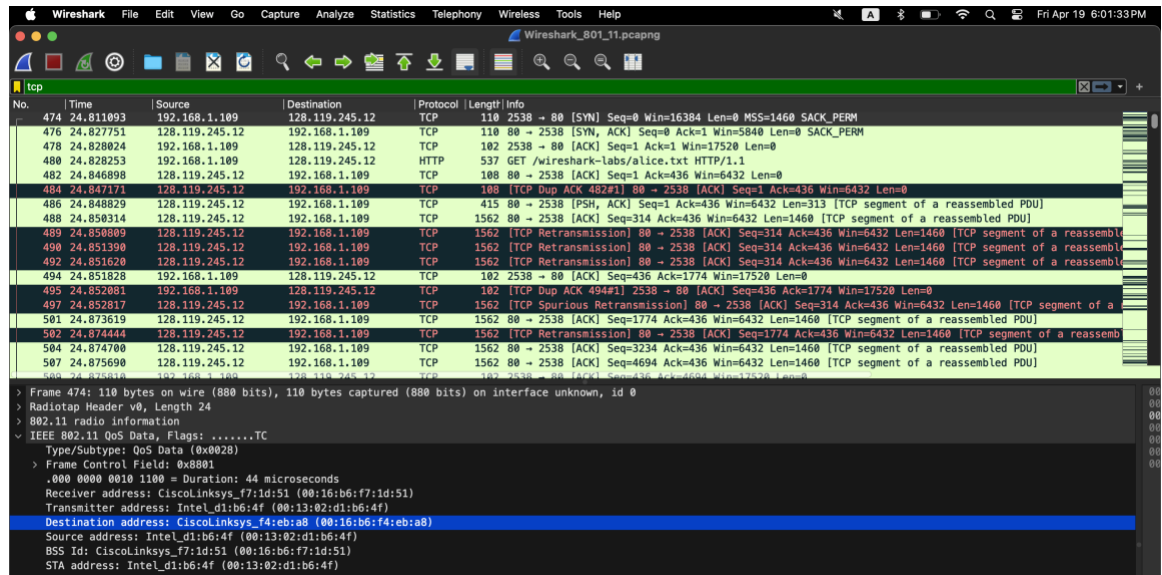 Wireshark File Edit View Go Capture Analyze Statistics Telephony Wireless Tools Help A Fri Apr 19 6:01:33 PM
Wireshark_801_11.pcapng
tcp
No. Time Source Destination Protocol Length Info
474 24.811093 192.168.1.109 128.119.245.12 TCP 110 2538 → 80 [SYN] Seq=0 Win=16384 Len=0 MSS=1460 SACK_PERM
476 24.827751 128.119.245.12 192.168.1.109 TCP 110 80 → 2538 [SYN, ACK] Seq=0 Ack=1 Win=5840 Len=0 SACK_PERM
478 24.828024 192.168.1.109 128.119.245.12 TCP 102 2538 → 80 [ACK] Seq=1 Ack=1 Win=17520 Len=0
480 24.828253 192.168.1.109 128.119.245.12 HTTP 537 GET /wireshark-labs/alice.txt HTTP/1.1
482 24.846898 128.119.245.12 192.168.1.109 TCP 108 80 → 2538 [ACK] Seq=1 Ack=436 Win=6432 Len=0
484 24.847171 128.119.245.12 192.168.1.109 TCP 108 [TCP Dup ACK 482#1] 80 → 2538 [ACK] Seq=1 Ack=436 Win=6432 Len=0
486 24.848829 128.119.245.12 192.168.1.109 TCP 415 80 → 2538 [PSH, ACK] Seq=1 Ack=436 Win=6432 Len=313 [TCP segment of a reassembled PDU]
488 24.850314 128.119.245.12 192.168.1.109 TCP 1562 80 → 2538 [ACK] Seq=314 Ack=436 Win=6432 Len=1460 [TCP segment of a reassembled PDU]
489 24.850809 128.119.245.12 192.168.1.109 TCP 1562 [TCP Retransmission] 80 → 2538 [ACK] Seq=314 Ack=436 Win=6432 Len=1460 [TCP segment of a reassemble
490 24.851390 128.119.245.12 192.168.1.109 TCP 1562 [TCP Retransmission] 80 → 2538 [ACK] Seq=314 Ack=436 Win=6432 Len=1460 [TCP segment of a reassemble
492 24.851620 128.119.245.12 192.168.1.109 TCP 1562 [TCP Retransmission] 80 → 2538 [ACK] Seq=314 Ack=436 Win=6432 Len=1460 [TCP segment of a reassemble
494 24.851828 192.168.1.109 128.119.245.12 TCP 102 2538 → 80 [ACK] Seq=436 Ack=1774 Win=17520 Len=0
495 24.852081 192.168.1.109 128.119.245.12 TCP 102 [TCP Dup ACK 494#1] 2538 → 80 [ACK] Seq=436 Ack=1774 Win=17520 Len=0
497 24.852817 128.119.245.12 192.168.1.109 TCP 1562 [TCP Spurious Retransmission] 80 → 2538 [ACK] Seq=314 Ack=436 Win=6432 Len=1460 [TCP segment of a
501 24.873619 128.119.245.12 192.168.1.109 TCP 1562 80 → 2538 [ACK] Seq=1774 Ack=436 Win=6432 Len=1460 [TCP segment of a reassembled PDU]
502 24.874444 128.119.245.12 192.168.1.109 TCP 1562 [TCP Retransmission] 80 → 2538 [ACK] Seq=1774 Ack=436 Win=6432 Len=1460 [TCP segment of a reassemb
504 24.874700 128.119.245.12 192.168.1.109 TCP 1562 80 → 2538 [ACK] Seq=3234 Ack=436 Win=6432 Len=1460 [TCP segment of a reassembled PDU]
507 24.875690 128.119.245.12 192.168.1.109 TCP 1562 80 → 2538 [ACK] Seq=4694 Ack=436 Win=6432 Len=1460 [TCP segment of a reassembled PDU]
509 24.875810 192.168.1.109 128.119.245.12 TCP 102 2538 → 80 [ACK] Seq=436 Ack=4694 Win=17520 Len=0
Frame 474: 110 bytes on wire (880 bits), 110 bytes captured (880 bits) on interface unknown, id 0
Radiotap Header v0, Length 24
802.11 radio information
IEEE 802.11 QoS Data, Flags: .......TC
Type/Subtype: QoS Data (0x0028)
Frame Control Field: 0x8801
.000 0000 0010 1100 = Duration: 44 microseconds
Receiver address: CiscoLinksys_f7:1d:51 (00:16:b6:f7:1d:51)
Transmitter address: Intel_d1:b6:4f (00:13:02:d1:b6:4f)
Destination address: CiscoLinksys_f4:eb:a8 (00:16:b6:f4:eb:a8)
Source address: Intel_d1:b6:4f (00:13:02:d1:b6:4f)
BSS Id: CiscoLinksys_f7:1d:51 (00:16:b6:f7:1d:51)
STA address: Intel_d1:b6:4f (00:13:02:d1:b6:4f)